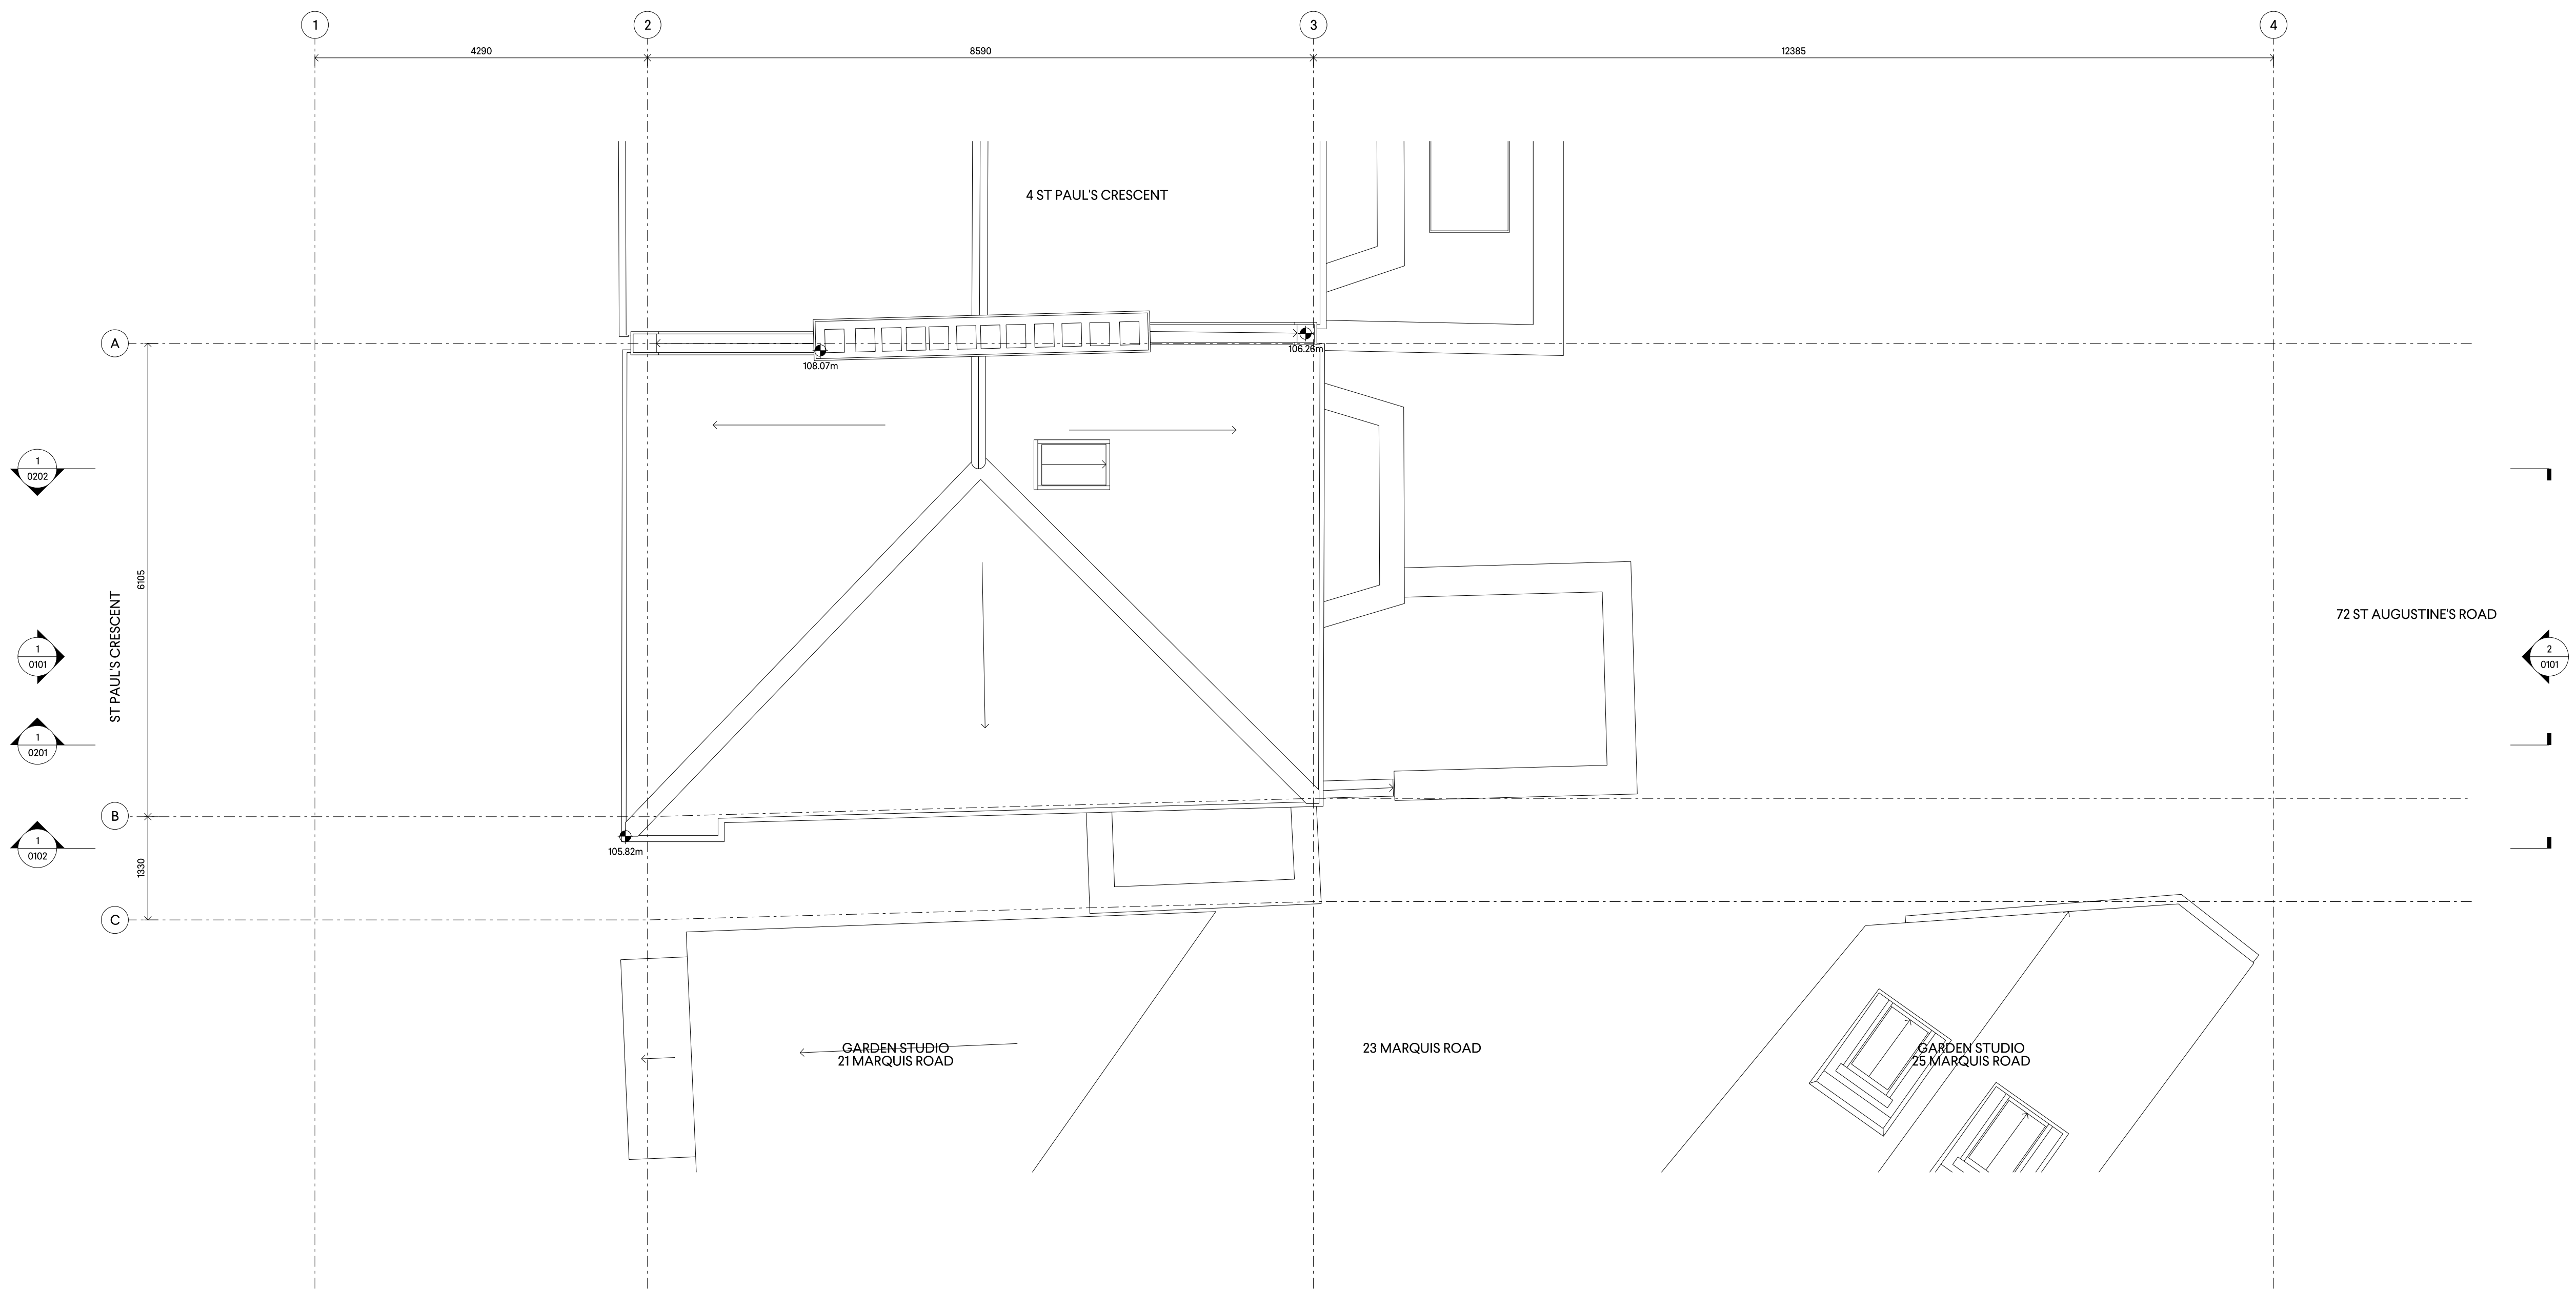 1
2
3
4
4290
8590
12385
4 ST PAUL'S CRESCENT
A
106.26m
108.07m
1
0202
6105
ST PAUL'S CRESCENT
72 ST AUGUSTINE'S ROAD
1
0101
2
0101
1
0201
B
1
0102
105.82m
1330
C
GARDEN STUDIO
21 MARQUIS ROAD
23 MARQUIS ROAD
GARDEN STUDIO
25 MARQUIS ROAD